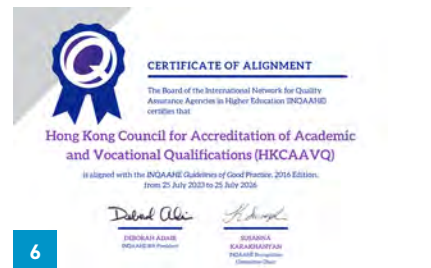 CERTIFICATE OF ALIGNMENT
The Board of the International Network for Quality
Assurance Agencies in Higher Education (INQAAHE)
certifies that
Hong Kong Council for Accreditation of Academic
and Vocational Qualifications (HKCAAVQ)
is aligned with the INQAAHE Guidelines of Good Practice, 2016 Edition,
from 25 July 2023 to 25 July 2026
DEBORAH ADAIR
INQAAHE President
SUSANNA
KARAKHANYAN
INQAAHE Recognition
Committee Chair
6